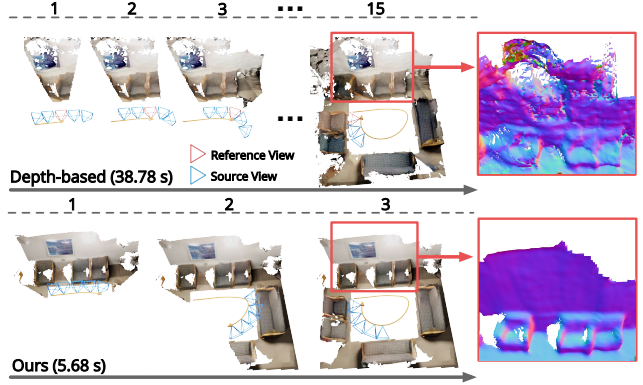 1 2 3 ... 15
Reference View
Source View
Depth-based (38.78 s)
1 2 3
Ours (5.68 s)